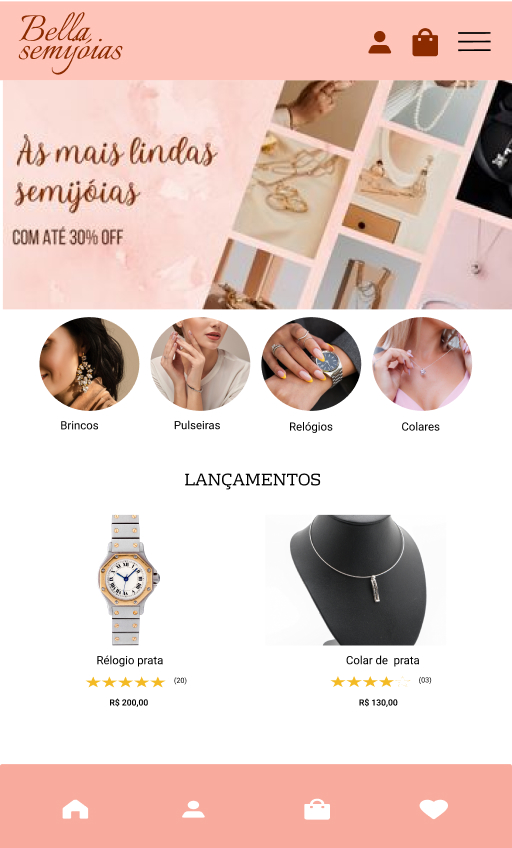 Bella
semijóias
As mais lindas
semijóias
COM ATÉ 30% OFF
Brincos
Pulseiras
Relógios
Colares
LANÇAMENTOS
Rélogio prata
Colar de prata
(20)
(03)
R$ 200,00
R$ 130,00